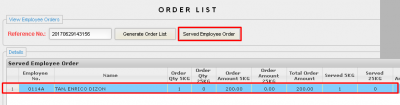 ORDER LIST
View Employee Orders
Reference No.: 20170629143156 Generate Order List Served Employee Order
Details
Served Employee Order
Employee No. Name Order Qty 5KG Order Qty 25KG Order Amount 5KG Order Amount 25KG Total Order Amount Served 5KG Served 25KG
1 0114A TAN, ENRICO DIZON 1 0 200.00 0.00 200.00 1 0